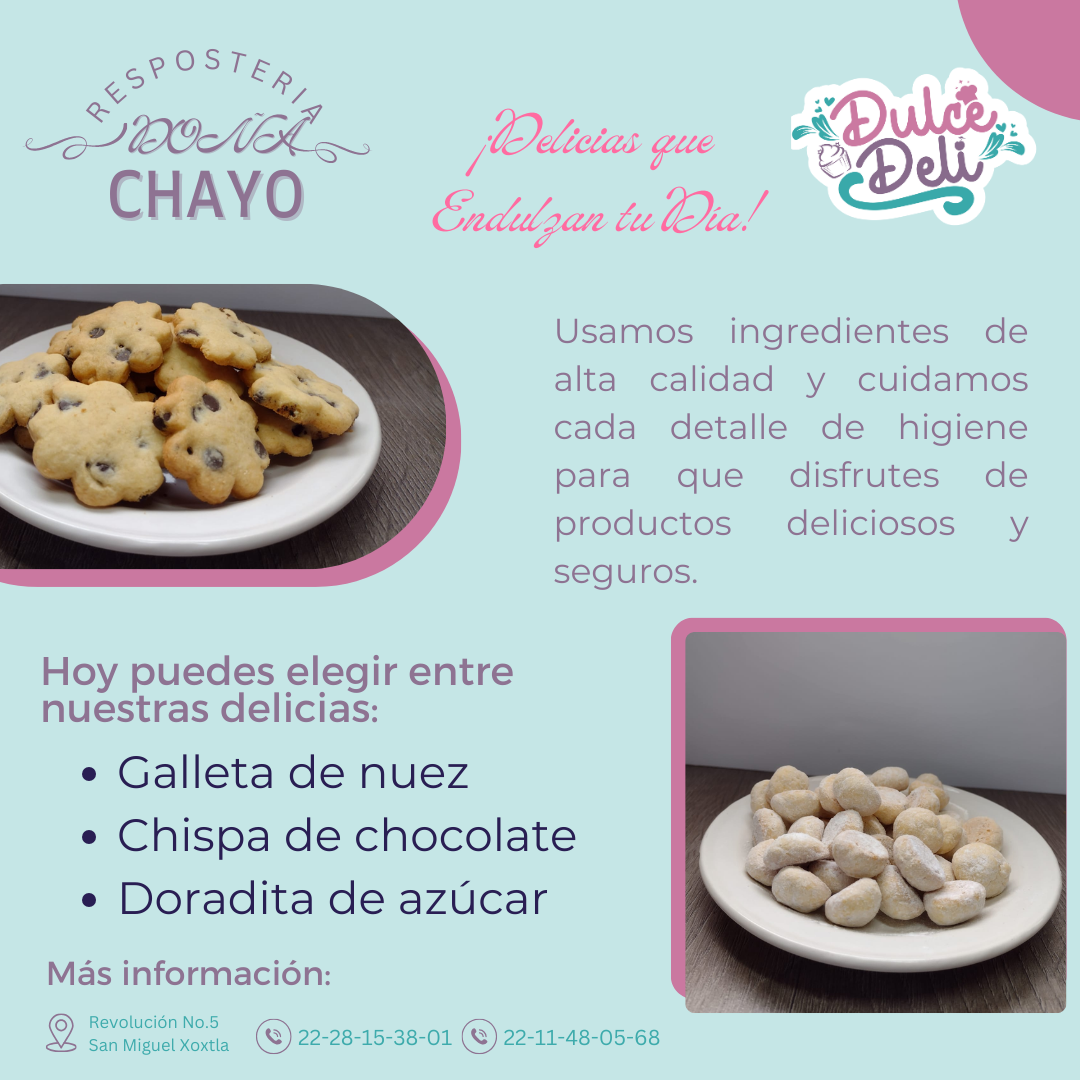 RESPOSTERIA
DOÑA
CHAYO
¡Delicias que
Endulzan tu Día!
Dulce
Deli
Usamos ingredientes de
alta calidad y cuidamos
cada detalle de higiene
para que disfrutes de
productos deliciosos y
seguros.
Hoy puedes elegir entre
nuestras delicias:
• Galleta de nuez
• Chispa de chocolate
• Doradita de azúcar
Más información:
Revolución No.5
San Miguel Xoxtla
22-28-15-38-01
22-11-48-05-68